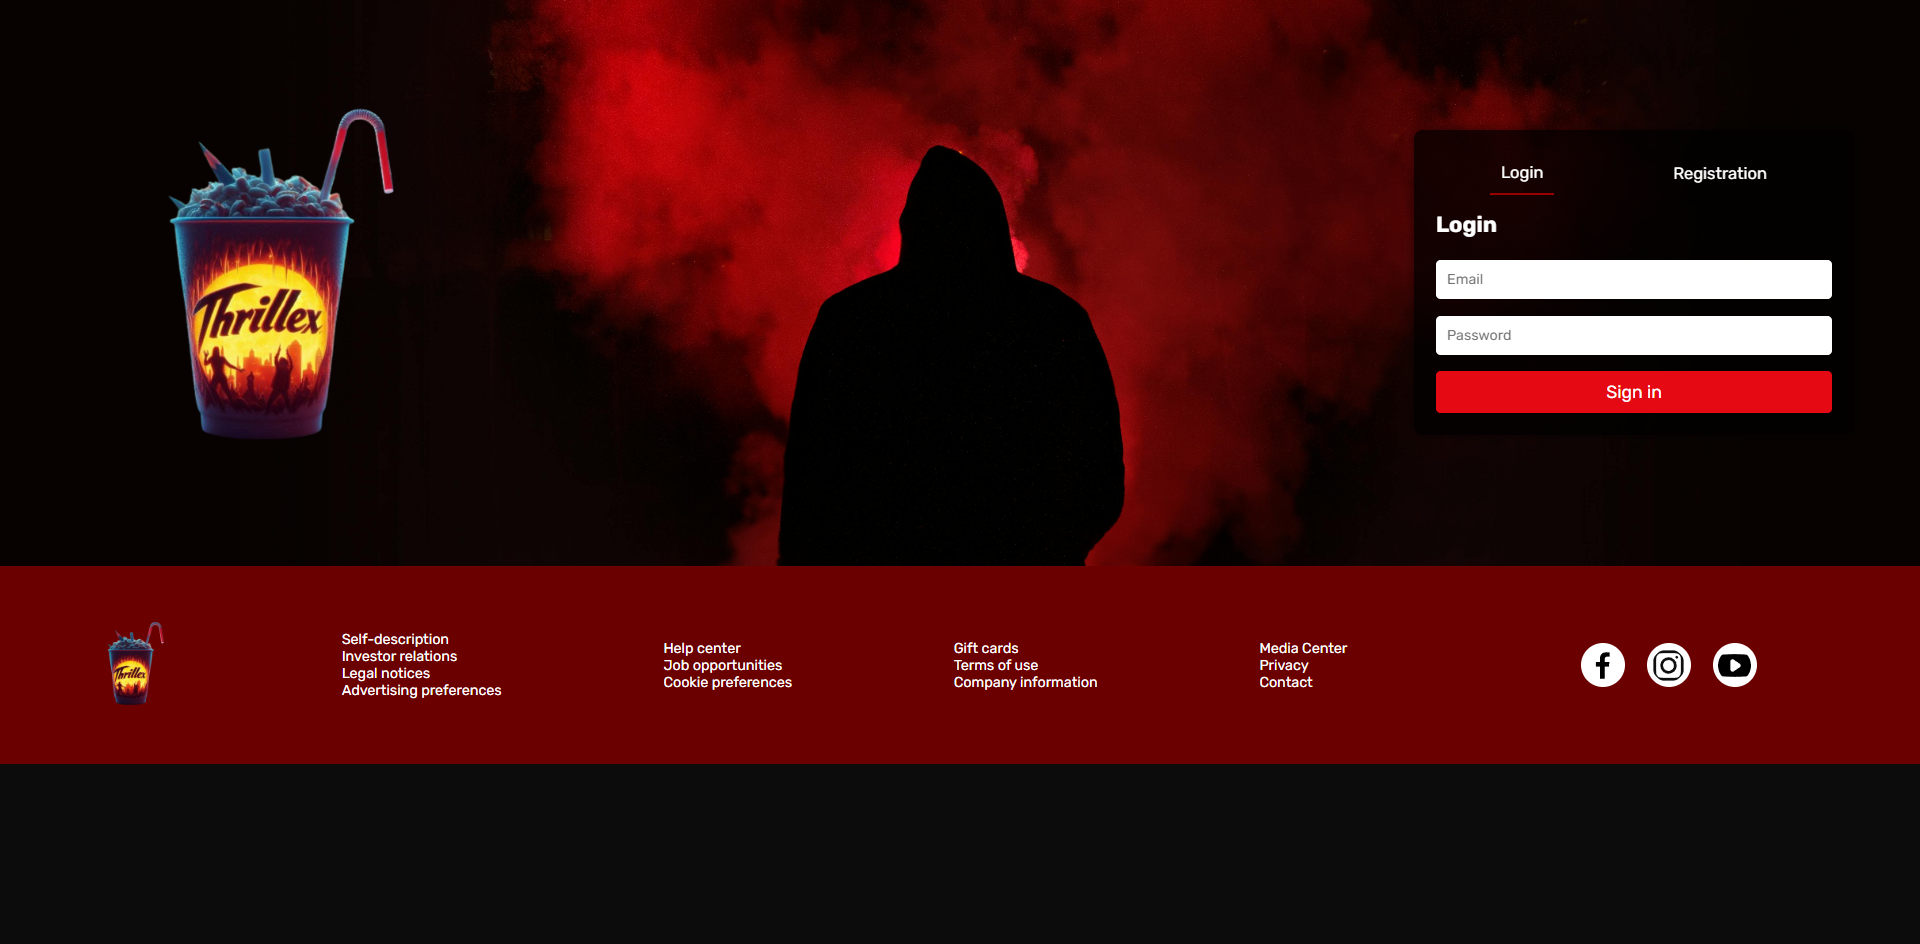 Thrillex
Login
Registration
Login
Email
Password
Sign in
Thrillex
Self-description
Investor relations
Legal notices
Advertising preferences
Help center
Job opportunities
Cookie preferences
Gift cards
Terms of use
Company information
Media Center
Privacy
Contact